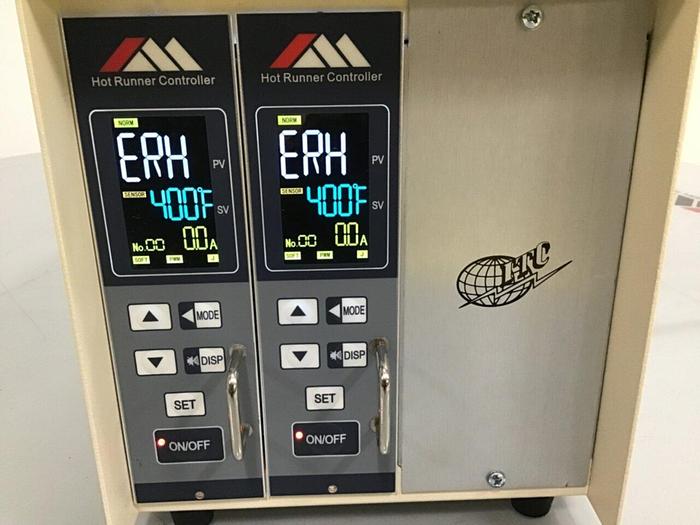 Hot Runner Controller
NORM
ERH PV
SENSOR 400°F SV
No.00 0.0A
SOFT PWM J
MODE
DISP
SET
ON/OFF
Hot Runner Controller
NORM
ERH PV
SENSOR 400°F SV
No.00 0.0A
SOFT PWM J
MODE
DISP
SET
ON/OFF